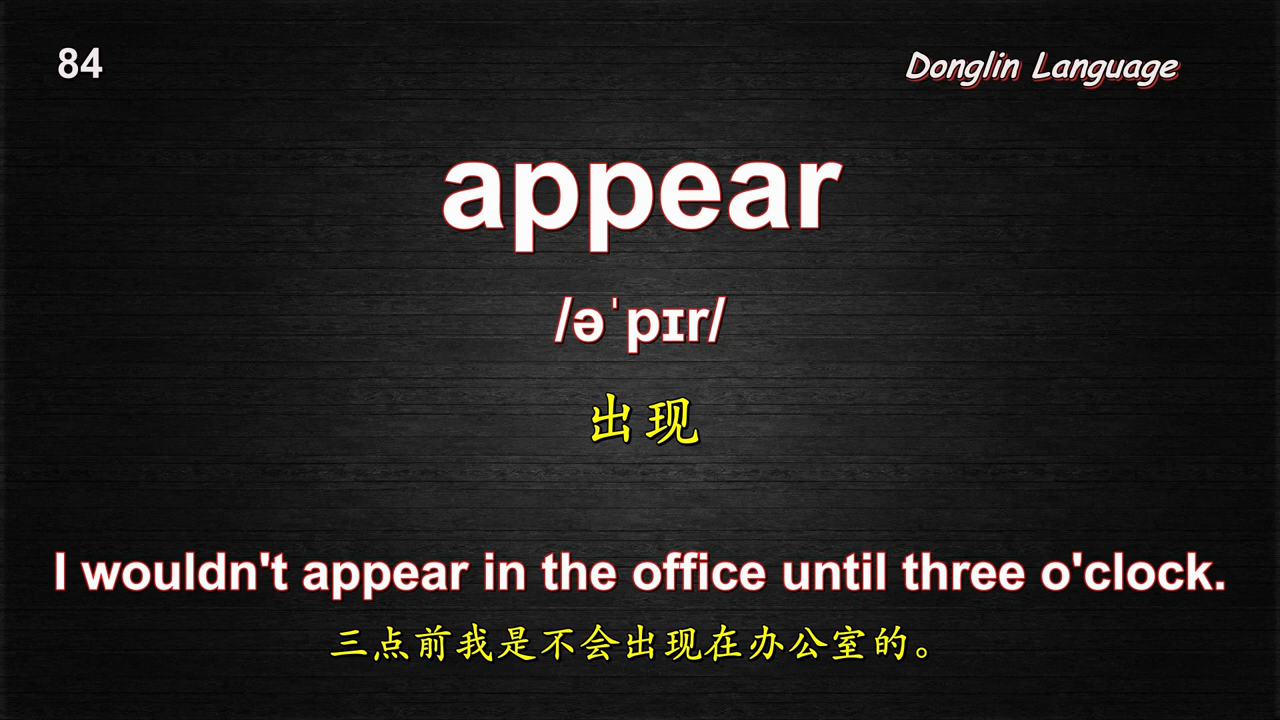 84
Donglin Language
appear
/əˈpɪr/
出现
I wouldn't appear in the office until three o'clock.
三点前我是不会出现在办公室的。